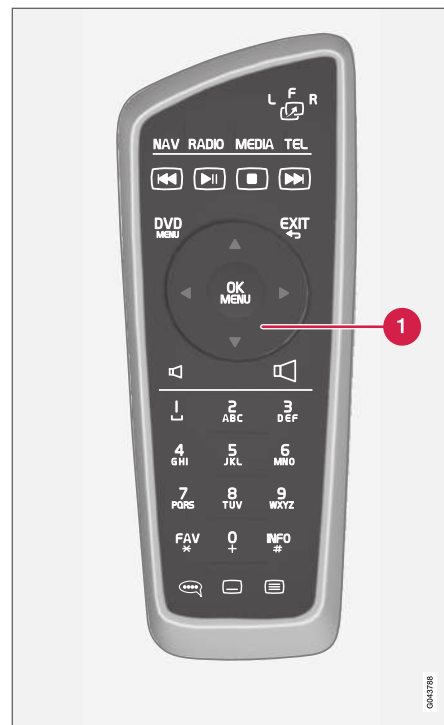 L F R
NAV RADIO MEDIA TEL
DVD
MENU
EXIT
OK
MENU
1
1 2 3
ABC DEF
4 5 6
GHI JKL MNO
7 8 9
PQRS TUV WXYZ
FAV 0 INFO
* + #
G043788